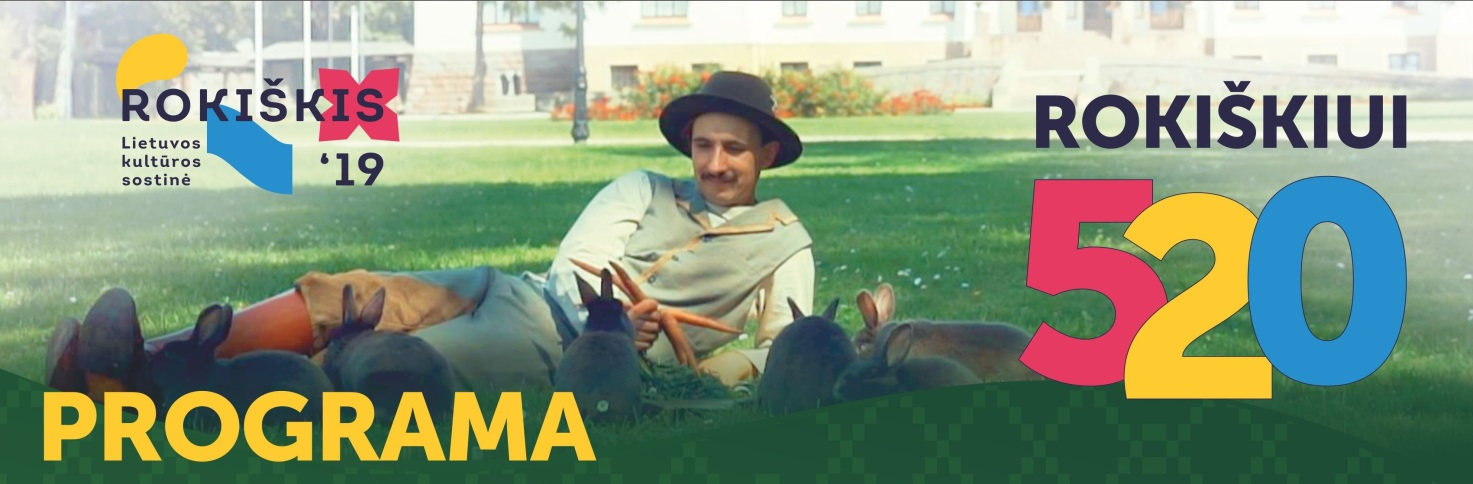 ROKIŠKIS
Lietuvos
kultūros
sostinė
‘19
ROKIŠKIUI
520
PROGRAMA